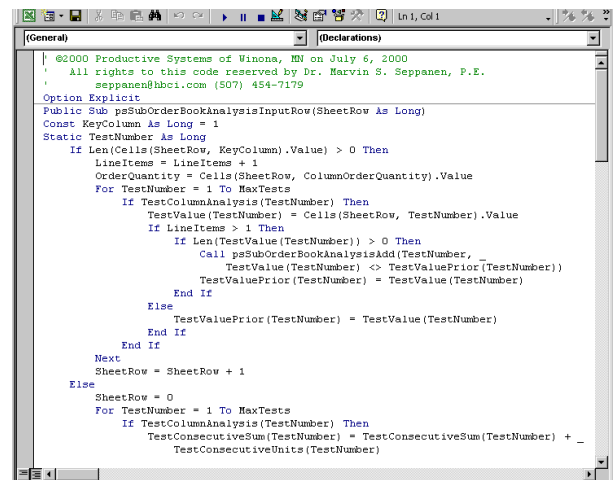 Ln 1, Col 1
(General) (Declarations)
' ©2000 Productive Systems of Winona, MN on July 6, 2000
'   All rights to this code reserved by Dr. Marvin S. Seppanen, P.E.
'       seppanen@hbci.com (507) 454-7179
Option Explicit
Public Sub psSubOrderBookAnalysisInputRow(SheetRow As Long)
Const KeyColumn As Long = 1
Static TestNumber As Long
    If Len(Cells(SheetRow, KeyColumn).Value) > 0 Then
        LineItems = LineItems + 1
        OrderQuantity = Cells(SheetRow, ColumnOrderQuantity).Value
        For TestNumber = 1 To MaxTests
            If TestColumnAnalysis(TestNumber) Then
                TestValue(TestNumber) = Cells(SheetRow, TestNumber).Value
                If LineItems > 1 Then
                    If Len(TestValue(TestNumber)) > 0 Then
                        Call psSubOrderBookAnalysisAdd(TestNumber, _
                            TestValue(TestNumber) <> TestValuePrior(TestNumber))
                        TestValuePrior(TestNumber) = TestValue(TestNumber)
                    End If
                Else
                    TestValuePrior(TestNumber) = TestValue(TestNumber)
                End If
            End If
        Next
        SheetRow = SheetRow + 1
    Else
        SheetRow = 0
        For TestNumber = 1 To MaxTests
            If TestColumnAnalysis(TestNumber) Then
                TestConsecutiveSum(TestNumber) = TestConsecutiveSum(TestNumber) + _
                    TestConsecutiveUnits(TestNumber)